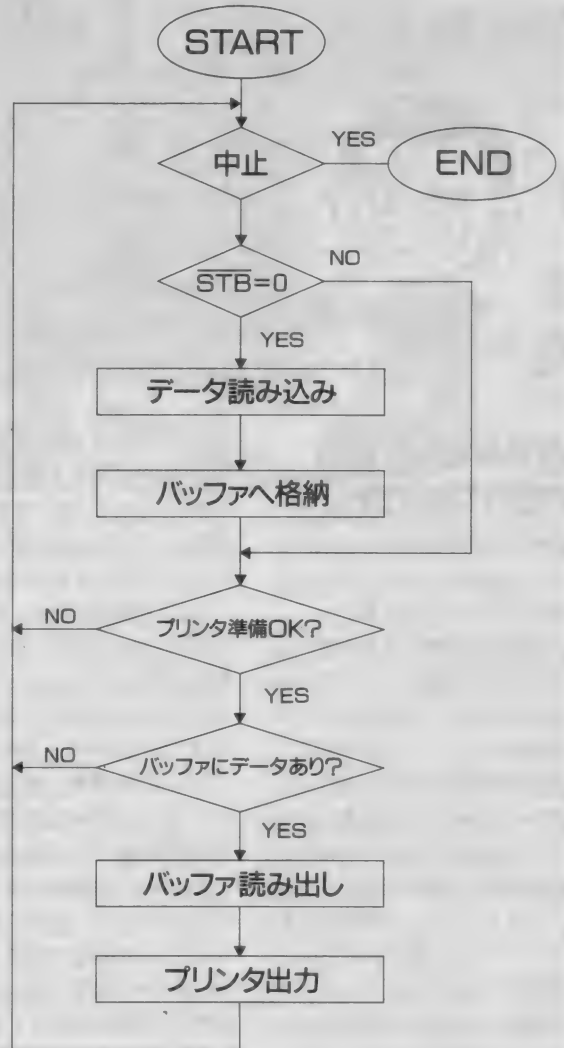 START
中止
YES
END
S̅T̅B̅=0
NO
YES
データ読み込み
バッファへ格納
プリンタ準備OK?
NO
YES
バッファにデータあり?
NO
YES
バッファ読み出し
プリンタ出力